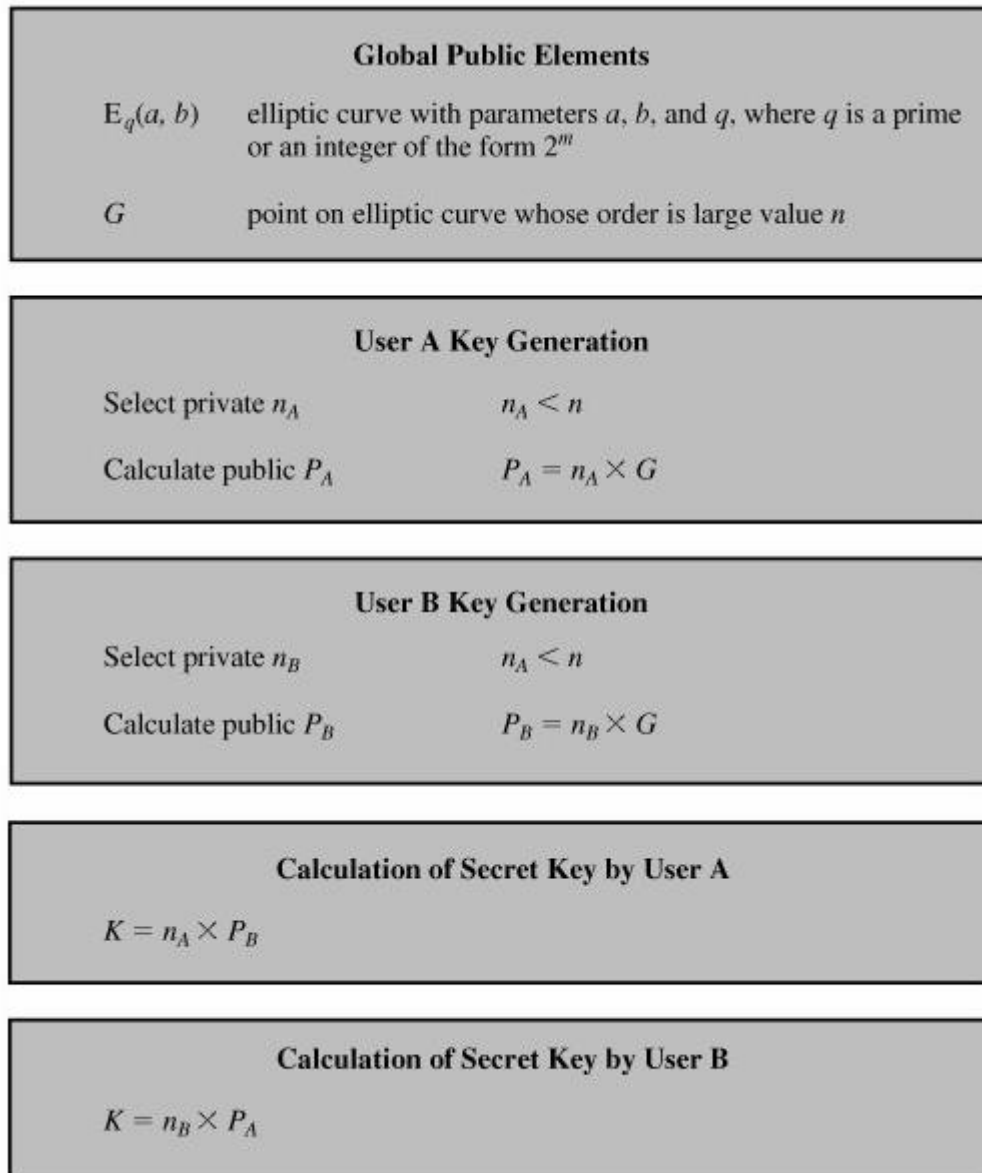 Global Public Elements
E_q(a, b) elliptic curve with parameters a, b, and q, where q is a prime
or an integer of the form 2^m
G point on elliptic curve whose order is large value n
User A Key Generation
Select private n_A n_A < n
Calculate public P_A P_A = n_A × G
User B Key Generation
Select private n_B n_A < n
Calculate public P_B P_B = n_B × G
Calculation of Secret Key by User A
K = n_A × P_B
Calculation of Secret Key by User B
K = n_B × P_A